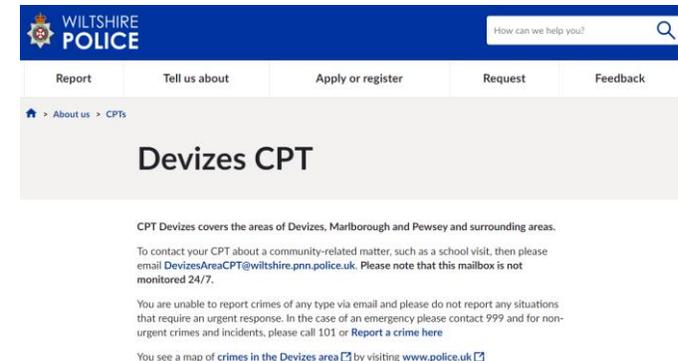 WILTSHIRE
POLICE
How can we help you?
Report Tell us about Apply or register Request Feedback
> About us > CPTs
Devizes CPT
CPT Devizes covers the areas of Devizes, Marlborough and Pewsey and surrounding areas.
To contact your CPT about a community-related matter, such as a school visit, then please
email DevizesAreaCPT@wiltshire.pnn.police.uk. Please note that this mailbox is not
monitored 24/7.
You are unable to report crimes of any type via email and please do not report any situations
that require an urgent response. In the case of an emergency please contact 999 and for non-
urgent crimes and incidents, please call 101 or Report a crime here
You see a map of crimes in the Devizes area by visiting www.police.uk